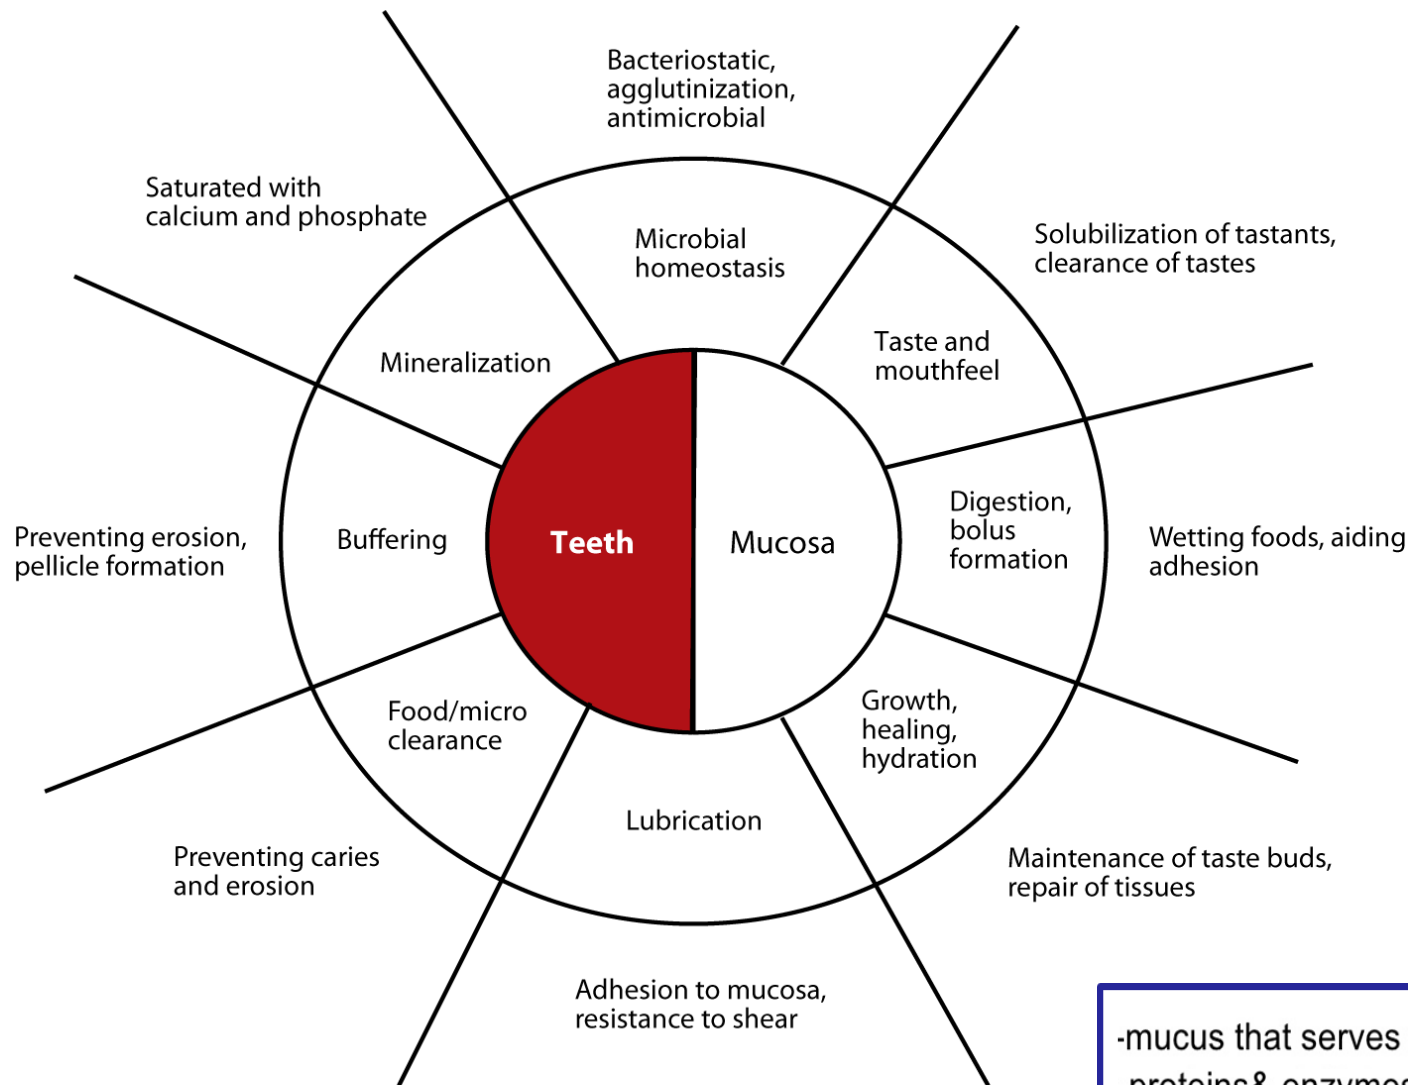 Bacteriostatic,
agglutinization,
antimicrobial
Saturated with
calcium and phosphate
Microbial
homeostasis
Solubilization of tastants,
clearance of tastes
Mineralization
Taste and
mouthfeel
Preventing erosion,
pellicle formation
Buffering
Teeth
Mucosa
Digestion,
bolus
formation
Wetting foods, aiding
adhesion
Food/micro
clearance
Growth,
healing,
hydration
Lubrication
Preventing caries
and erosion
Maintenance of taste buds,
repair of tissues
Adhesion to mucosa,
resistance to shear
-mucus that serves
-proteins& enzymes